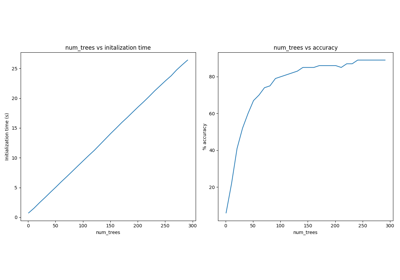 num_trees vs initalization time
25
20
15
10
5
0
initialization time (s)
0 50 100 150 200 250 300
num_trees
num_trees vs accuracy
80
60
40
20
% accuracy
0 50 100 150 200 250 300
num_trees